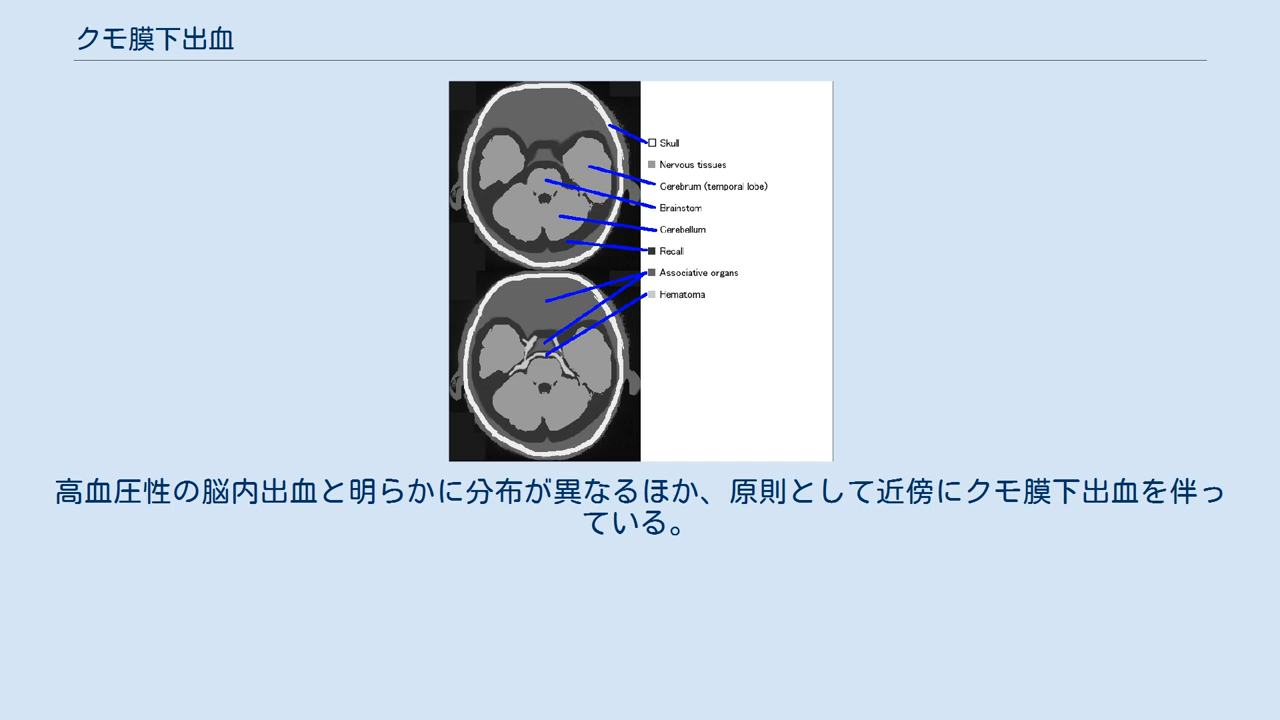 クモ膜下出血
Skull
Nervous tissues
Cerebrum (temporal lobe)
Brainstom
Cerebellum
Recall
Associative organs
Hematoma
高血圧性の脳内出血と明らかに分布が異なるほか、原則として近傍にクモ膜下出血を伴っ
ている。